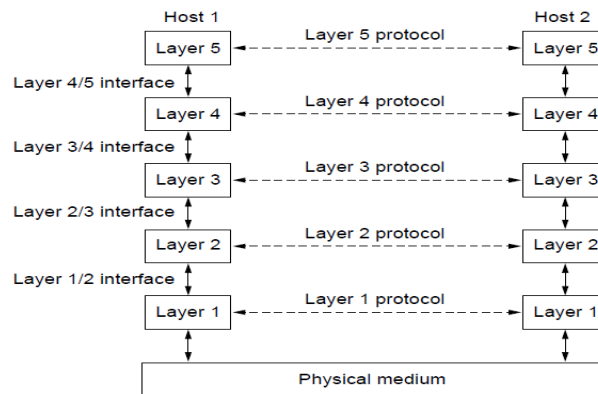 Host 1 Host 2
Layer 5 Layer 5 protocol Layer 5
Layer 4/5 interface
Layer 4 Layer 4 protocol Layer 4
Layer 3/4 interface
Layer 3 Layer 3 protocol Layer 3
Layer 2/3 interface
Layer 2 Layer 2 protocol Layer 2
Layer 1/2 interface
Layer 1 Layer 1 protocol Layer 1
Physical medium